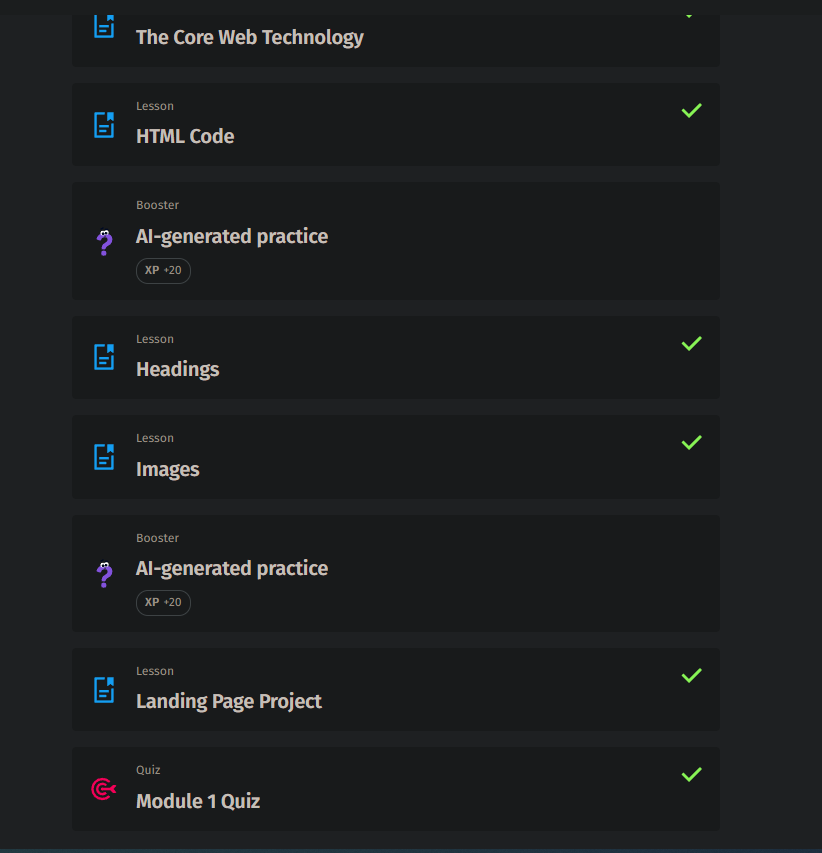 The Core Web Technology
Lesson
HTML Code
Booster
AI-generated practice
XP +20
Lesson
Headings
Lesson
Images
Booster
AI-generated practice
XP +20
Lesson
Landing Page Project
Quiz
Module 1 Quiz